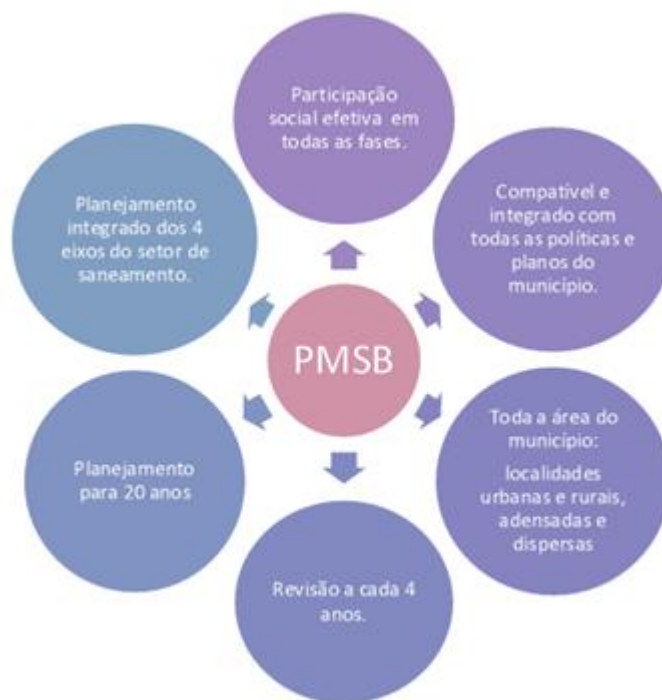 Participação
social efetiva em
todas as fases.
Compatível e
integrado com
todas as políticas e
planos do
município.
Toda a área do
município:
localidades
urbanas e rurais,
adensadas e
dispersas
Revisão a cada 4
anos.
Planejamento
para 20 anos
Planejamento
integrado dos 4
eixos do setor de
saneamento.
PMSB